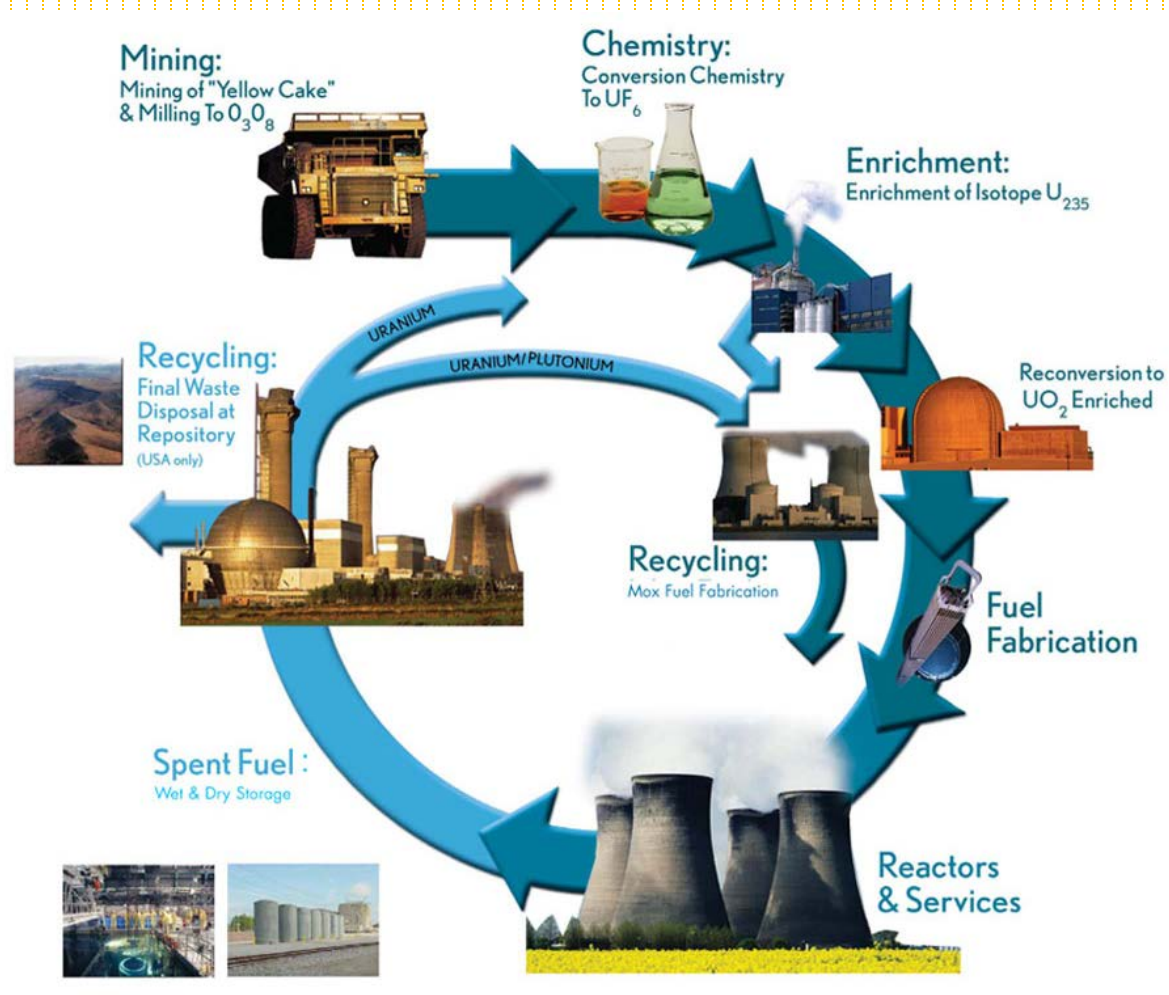 Mining:
Mining of "Yellow Cake"
& Milling To O₃O₈
Chemistry:
Conversion Chemistry
To UF₆
Enrichment:
Enrichment of Isotope U₂₃₅
URANIUM
URANIUM/PLUTONIUM
Recycling:
Final Waste
Disposal at
Repository
(USA only)
Reconversion to
UO₂ Enriched
Recycling:
Mox Fuel Fabrication
Fuel
Fabrication
Spent Fuel :
Wet & Dry Storage
Reactors
& Services